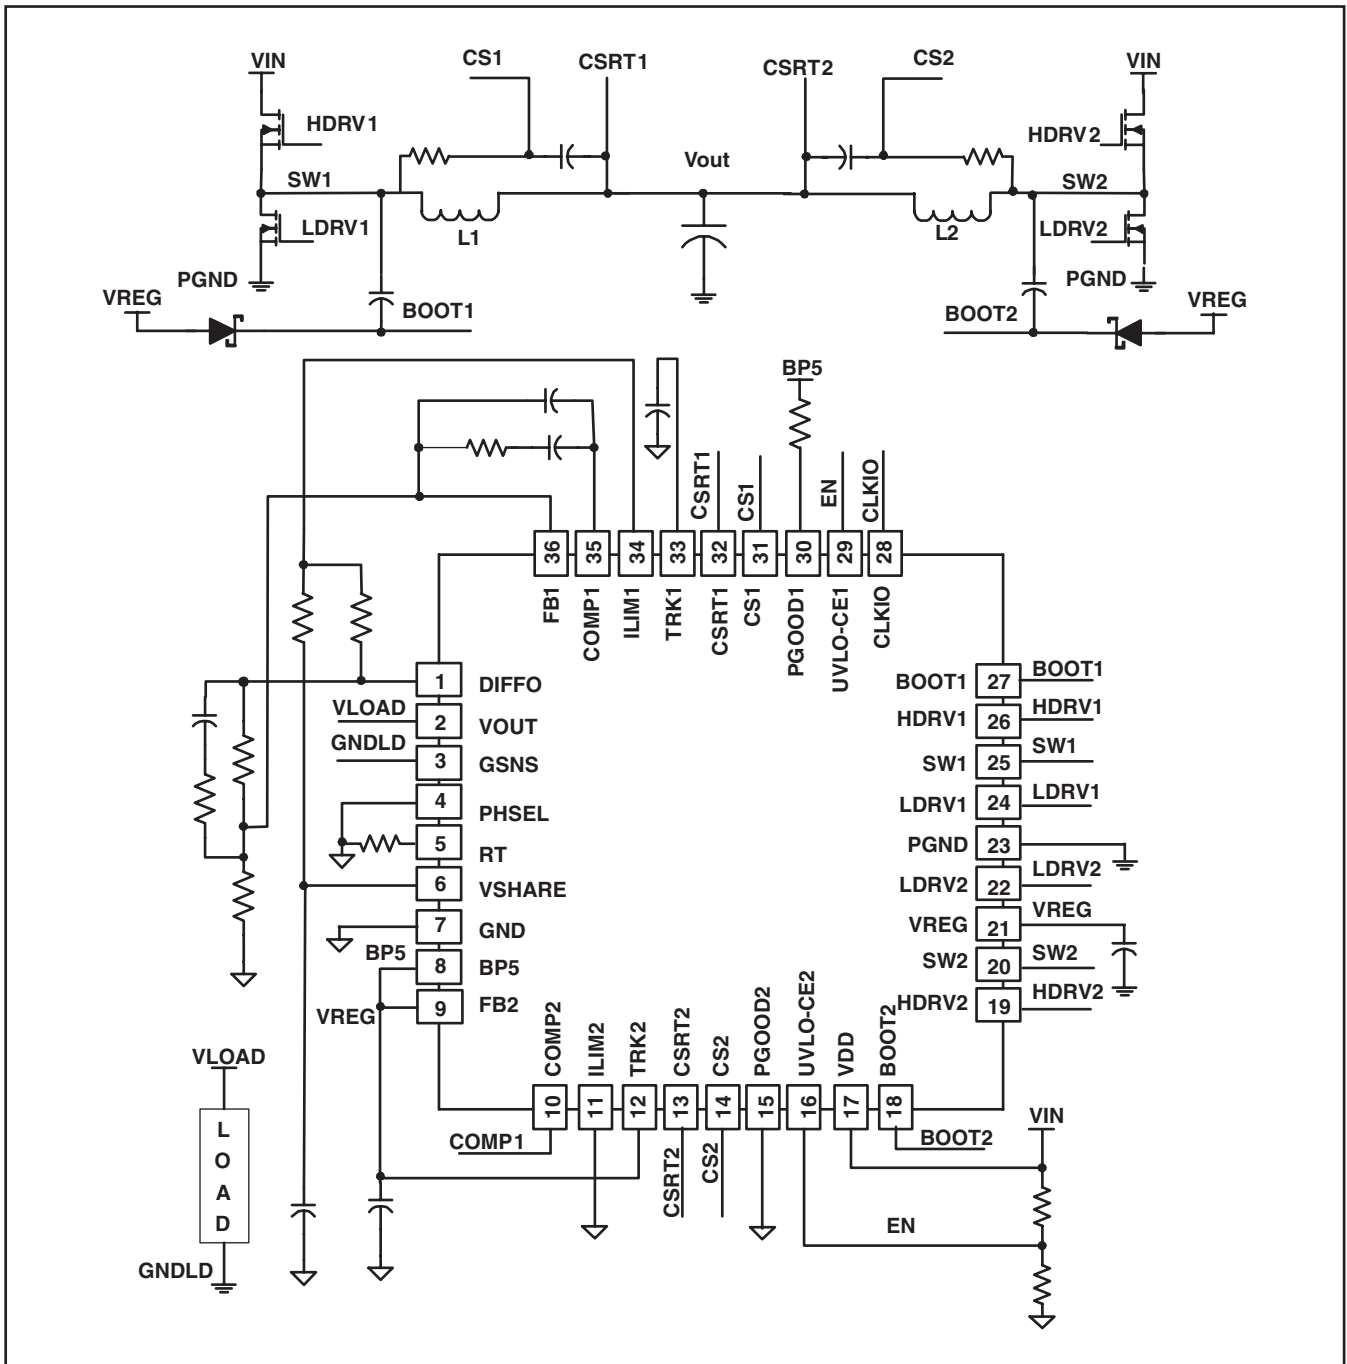 VIN
CS1
CSRT1
CSRT2
CS2
VIN
HDRV1
HDRV2
Vout
SW1
SW2
LDRV1
L1
L2
LDRV2
PGND
PGND
VREG
BOOT1
BOOT2
VREG
BP5
CSRT1
CS1
EN
CLKIO
36
35
34
33
32
31
30
29
28
FB1
COMP1
ILIM1
TRK1
CSRT1
CS1
PGOOD1
UVLO-CE1
CLKIO
1 DIFFO
VLOAD 2 VOUT
GNDLD 3 GSNS
4 PHSEL
5 RT
6 VSHARE
7 GND
BP5 8 BP5
VREG 9 FB2
BOOT1 27 BOOT1
HDRV1 26 HDRV1
SW1 25 SW1
LDRV1 24 LDRV1
PGND 23
LDRV2 22 LDRV2
VREG 21 VREG
SW2 20 SW2
HDRV2 19 HDRV2
COMP2
ILIM2
TRK2
CSRT2
CS2
PGOOD2
UVLO-CE2
VDD
BOOT2
10
11
12
13
14
15
16
17
18
COMP1
CSRT2
CS2
BOOT2
VIN
EN
VLOAD
L
O
A
D
GNDLD